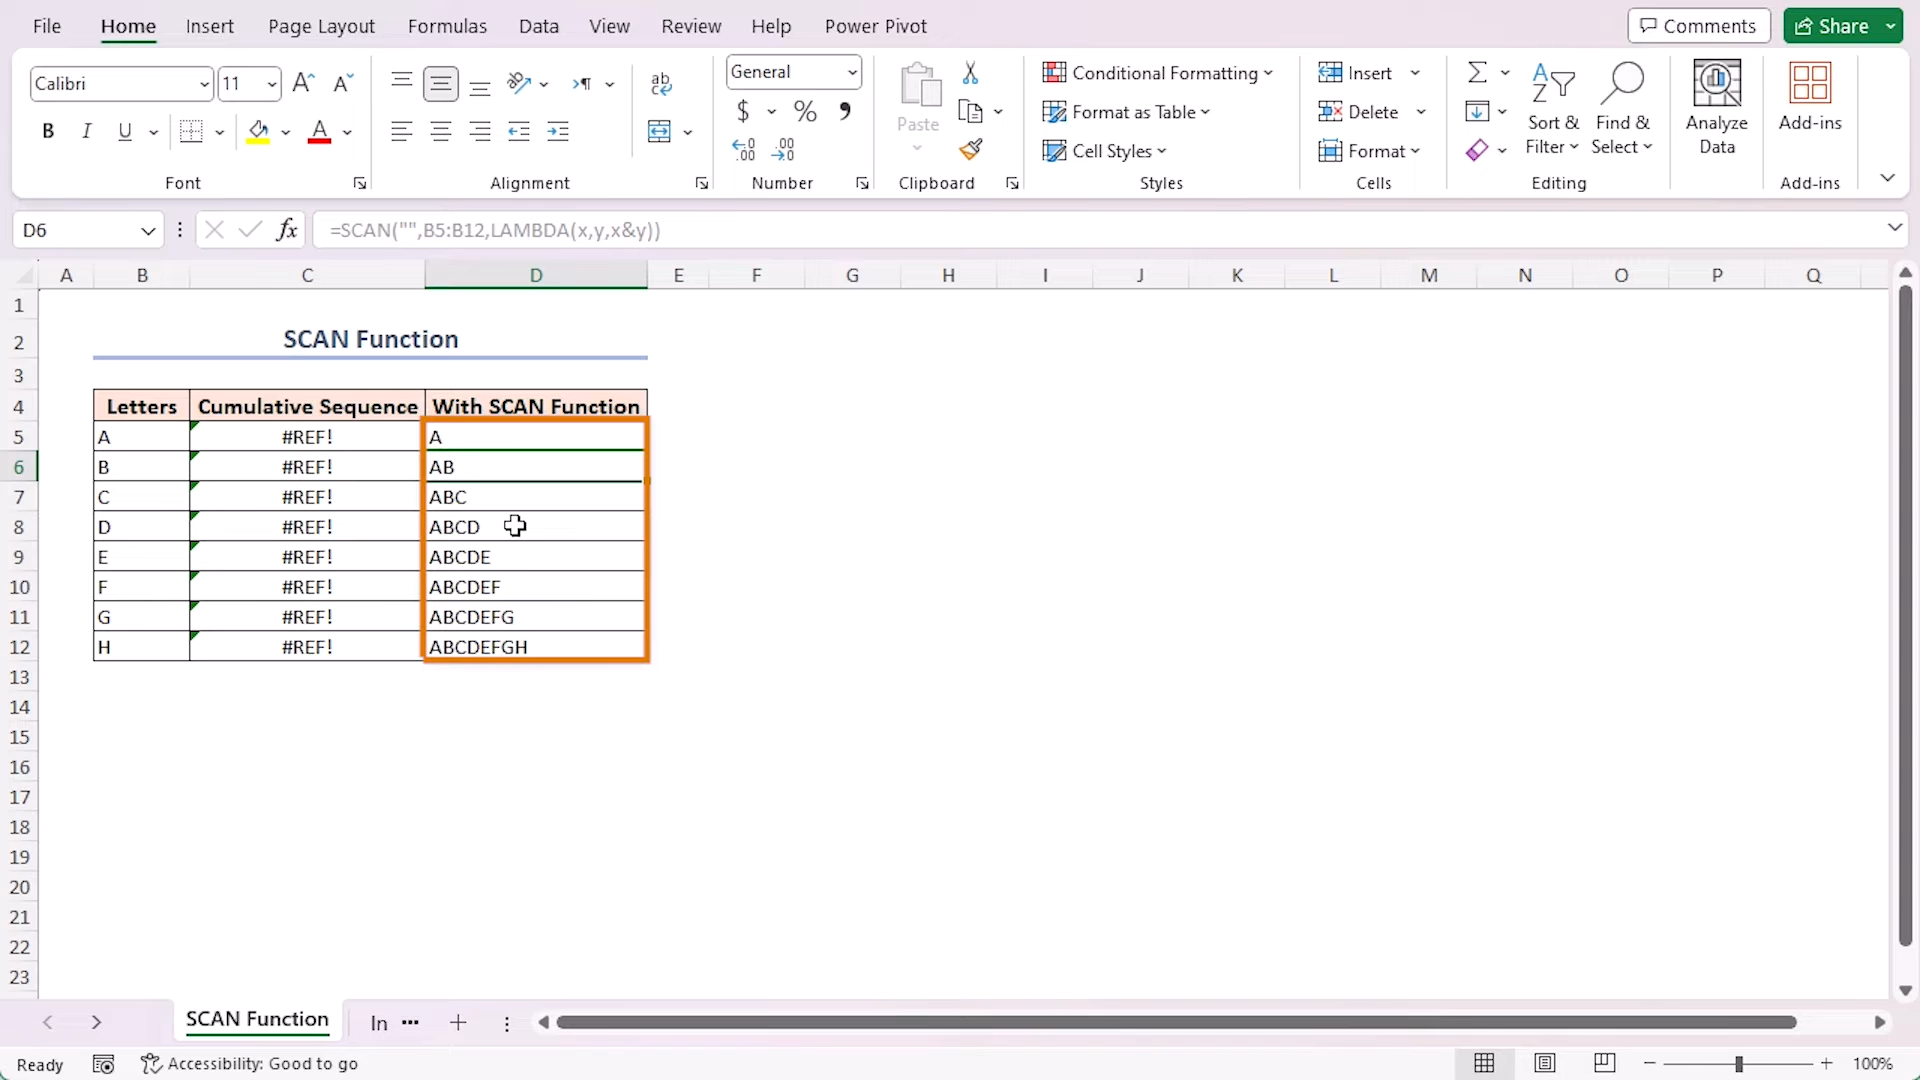 File Home Insert Page Layout Formulas Data View Review Help Power Pivot Comments Share
Calibri 11 General Conditional Formatting Insert
$ % , Format as Table Delete
B I U A Paste Cell Styles Format Sort & Filter Find & Select Analyze Data Add-ins
Font Alignment Number Clipboard Styles Cells Editing Add-ins
D6 fx =SCAN("",B5:B12,LAMBDA(x,y,x&y))
A B C D E F G H I J K L M N O P Q
1
2 SCAN Function
3
4 Letters Cumulative Sequence With SCAN Function
5 A #REF! A
6 B #REF! AB
7 C #REF! ABC
8 D #REF! ABCD
9 E #REF! ABCDE
10 F #REF! ABCDEF
11 G #REF! ABCDEFG
12 H #REF! ABCDEFGH
13
14
15
16
17
18
19
20
21
22
23
SCAN Function In ...
Ready Accessibility: Good to go 100%